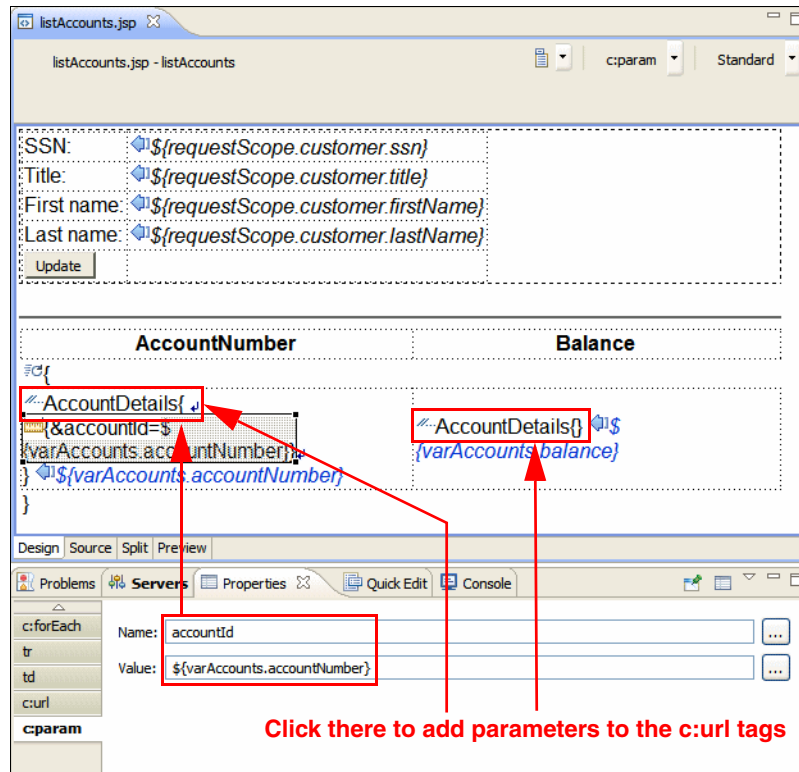 listAccounts.jsp
listAccounts.jsp - listAccounts
c:param
Standard
SSN: ${requestScope.customer.ssn}
Title: ${requestScope.customer.title}
First name: ${requestScope.customer.firstName}
Last name: ${requestScope.customer.lastName}
Update
AccountNumber Balance
{
AccountDetails{
{&accountId=$
{varAccounts.accountNumber}}
} ${varAccounts.accountNumber}
AccountDetails{} $
{varAccounts.balance}
}
Design Source Split Preview
Problems Servers Properties Quick Edit Console
c:forEach
tr
td
c:url
c:param
Name: accountId ...
Value: ${varAccounts.accountNumber} ...
Click there to add parameters to the c:url tags